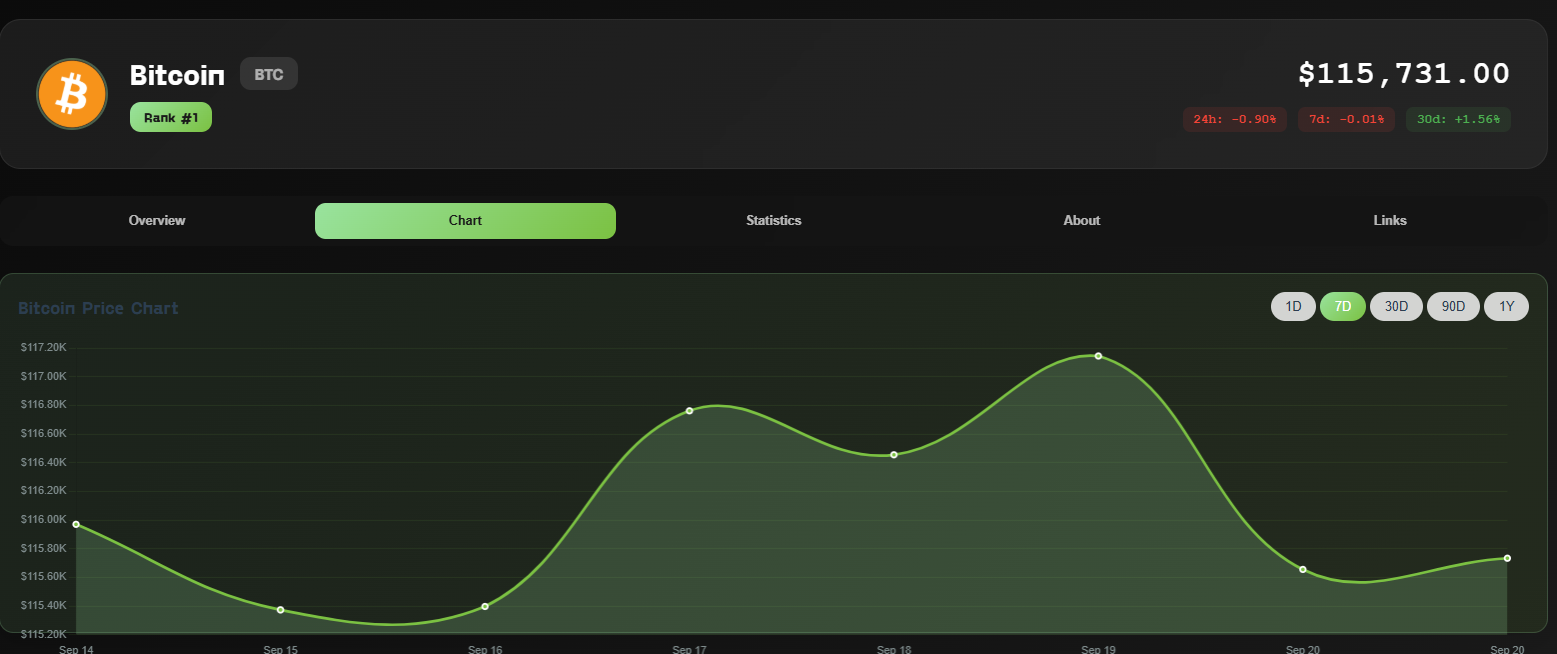 Bitcoin BTC
$115,731.00
Rank #1
24h: -0.90% 7d: -0.01% 30d: +1.56%
Overview Chart Statistics About Links
Bitcoin Price Chart
1D 7D 30D 90D 1Y
$117.20K
$117.00K
$116.80K
$116.60K
$116.40K
$116.20K
$116.00K
$115.80K
$115.60K
$115.40K
$115.20K
Sep 14 Sep 15 Sep 16 Sep 17 Sep 18 Sep 19 Sep 20 Sep 20